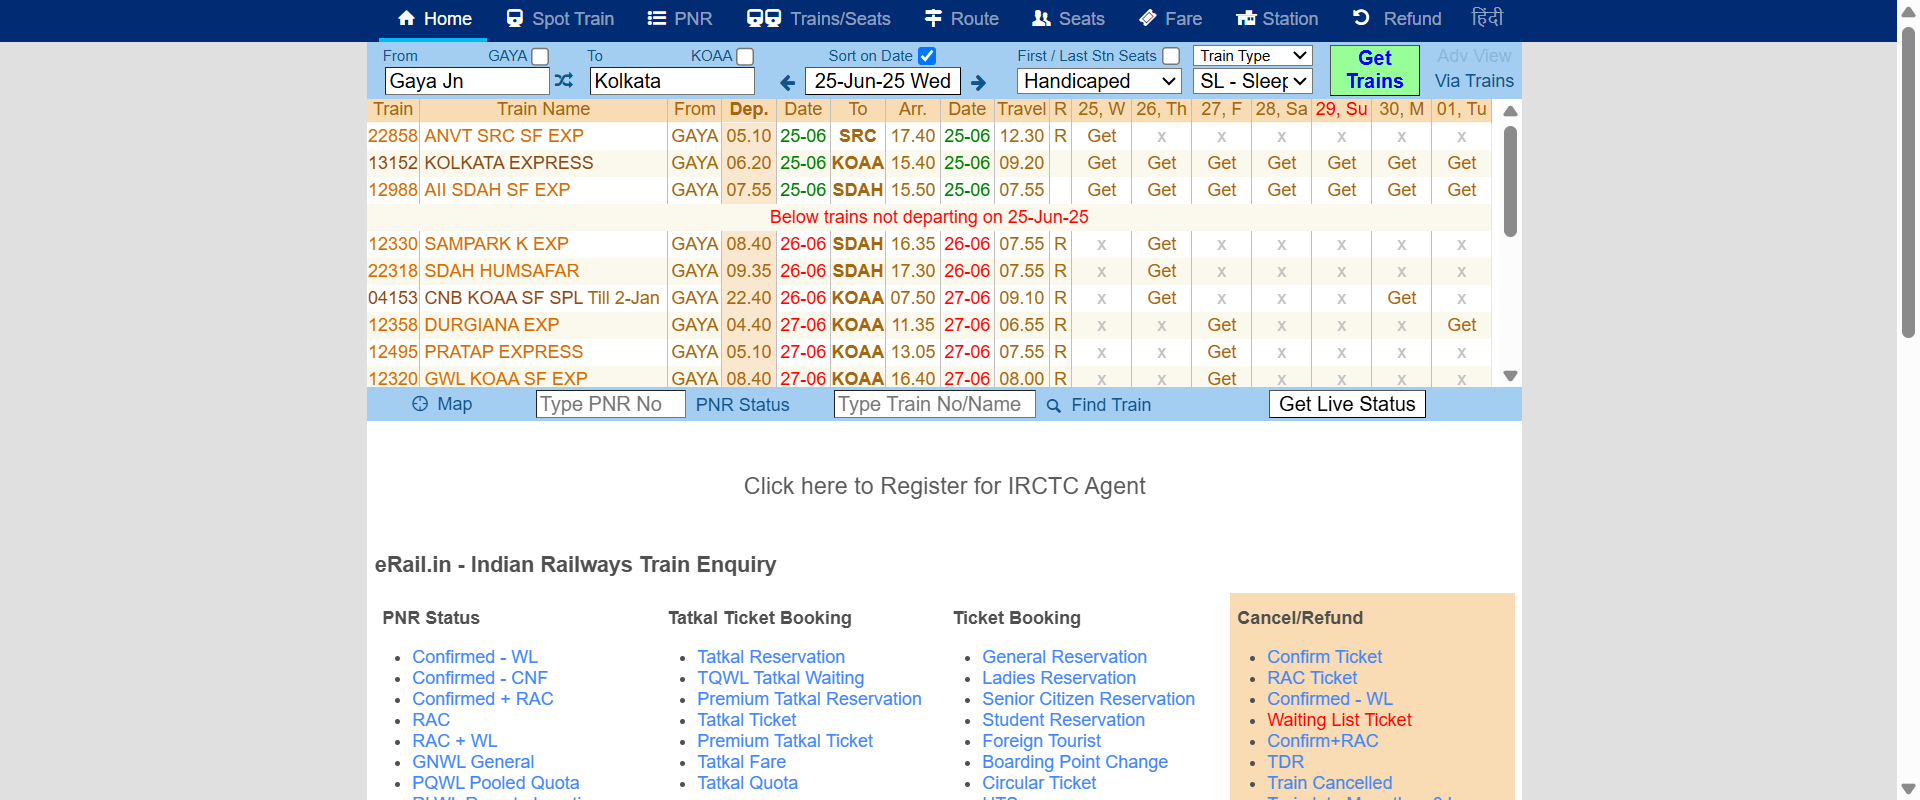 Home Spot Train PNR Trains/Seats Route Seats Fare Station Refund हिंदी
From GAYA To KOAA Sort on Date First / Last Stn Seats Train Type Get Trains Adv View
Gaya Jn Kolkata 25-Jun-25 Wed Handicaped SL - Sleep Via Trains
Train Train Name From Dep. Date To Arr. Date Travel R 25, W 26, Th 27, F 28, Sa 29, Su 30, M 01, Tu
22858 ANVT SRC SF EXP GAYA 05.10 25-06 SRC 17.40 25-06 12.30 R Get x x x x x x
13152 KOLKATA EXPRESS GAYA 06.20 25-06 KOAA 15.40 25-06 09.20 Get Get Get Get Get Get Get
12988 AII SDAH SF EXP GAYA 07.55 25-06 SDAH 15.50 25-06 07.55 Get Get Get Get Get Get Get
Below trains not departing on 25-Jun-25
12330 SAMPARK K EXP GAYA 08.40 26-06 SDAH 16.35 26-06 07.55 R x Get x x x x x
22318 SDAH HUMSAFAR GAYA 09.35 26-06 SDAH 17.30 26-06 07.55 R x Get x x x x x
04153 CNB KOAA SF SPL Till 2-Jan GAYA 22.40 26-06 KOAA 07.50 27-06 09.10 R x Get x x x Get x
12358 DURGIANA EXP GAYA 04.40 27-06 KOAA 11.35 27-06 06.55 R x x Get x x x Get
12495 PRATAP EXPRESS GAYA 05.10 27-06 KOAA 13.05 27-06 07.55 R x x Get x x x x
12320 GWL KOAA SF EXP GAYA 08.40 27-06 KOAA 16.40 27-06 08.00 R x x Get x x x x
Map Type PNR No PNR Status Type Train No/Name Find Train Get Live Status
Click here to Register for IRCTC Agent
eRail.in - Indian Railways Train Enquiry
PNR Status
Confirmed - WL
Confirmed - CNF
Confirmed + RAC
RAC
RAC + WL
GNWL General
PQWL Pooled Quota
Tatkal Ticket Booking
Tatkal Reservation
TQWL Tatkal Waiting
Premium Tatkal Reservation
Tatkal Ticket
Premium Tatkal Ticket
Tatkal Fare
Tatkal Quota
Ticket Booking
General Reservation
Ladies Reservation
Senior Citizen Reservation
Student Reservation
Foreign Tourist
Boarding Point Change
Circular Ticket
Cancel/Refund
Confirm Ticket
RAC Ticket
Confirmed - WL
Waiting List Ticket
Confirm+RAC
TDR
Train Cancelled